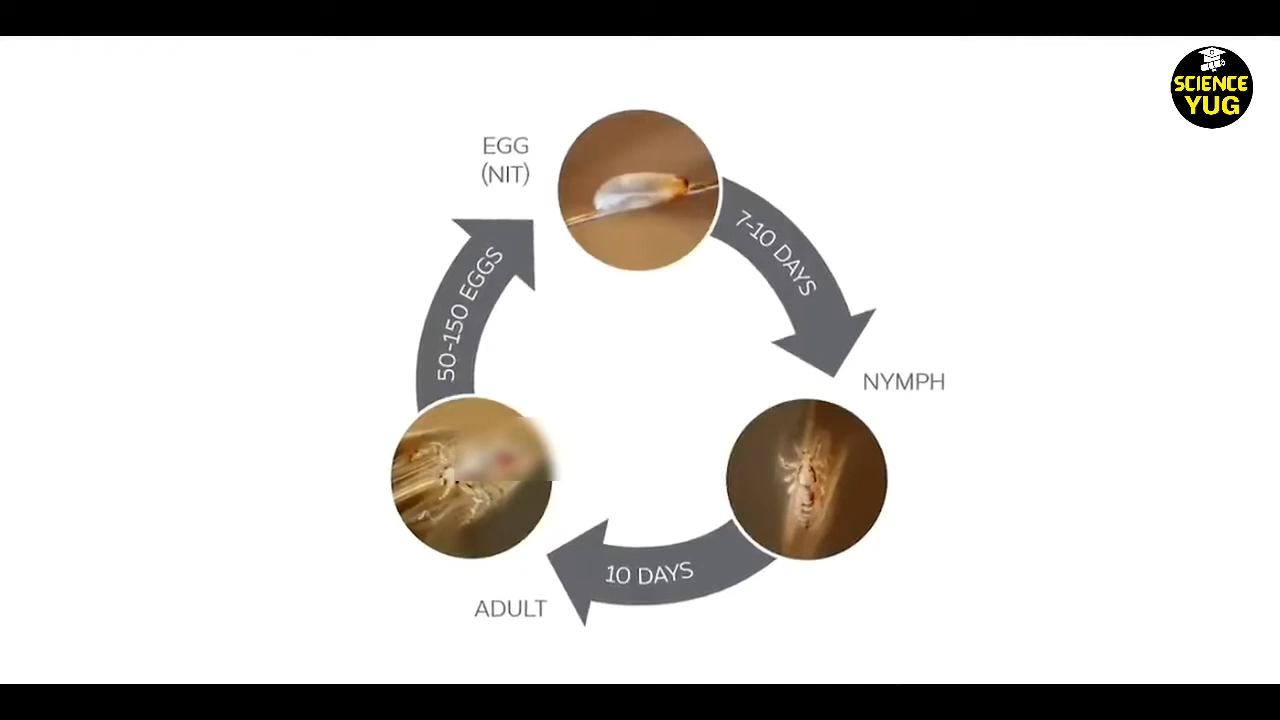 SCIENCE
YUG
EGG
(NIT)
7-10 DAYS
50-150 EGGS
NYMPH
10 DAYS
ADULT